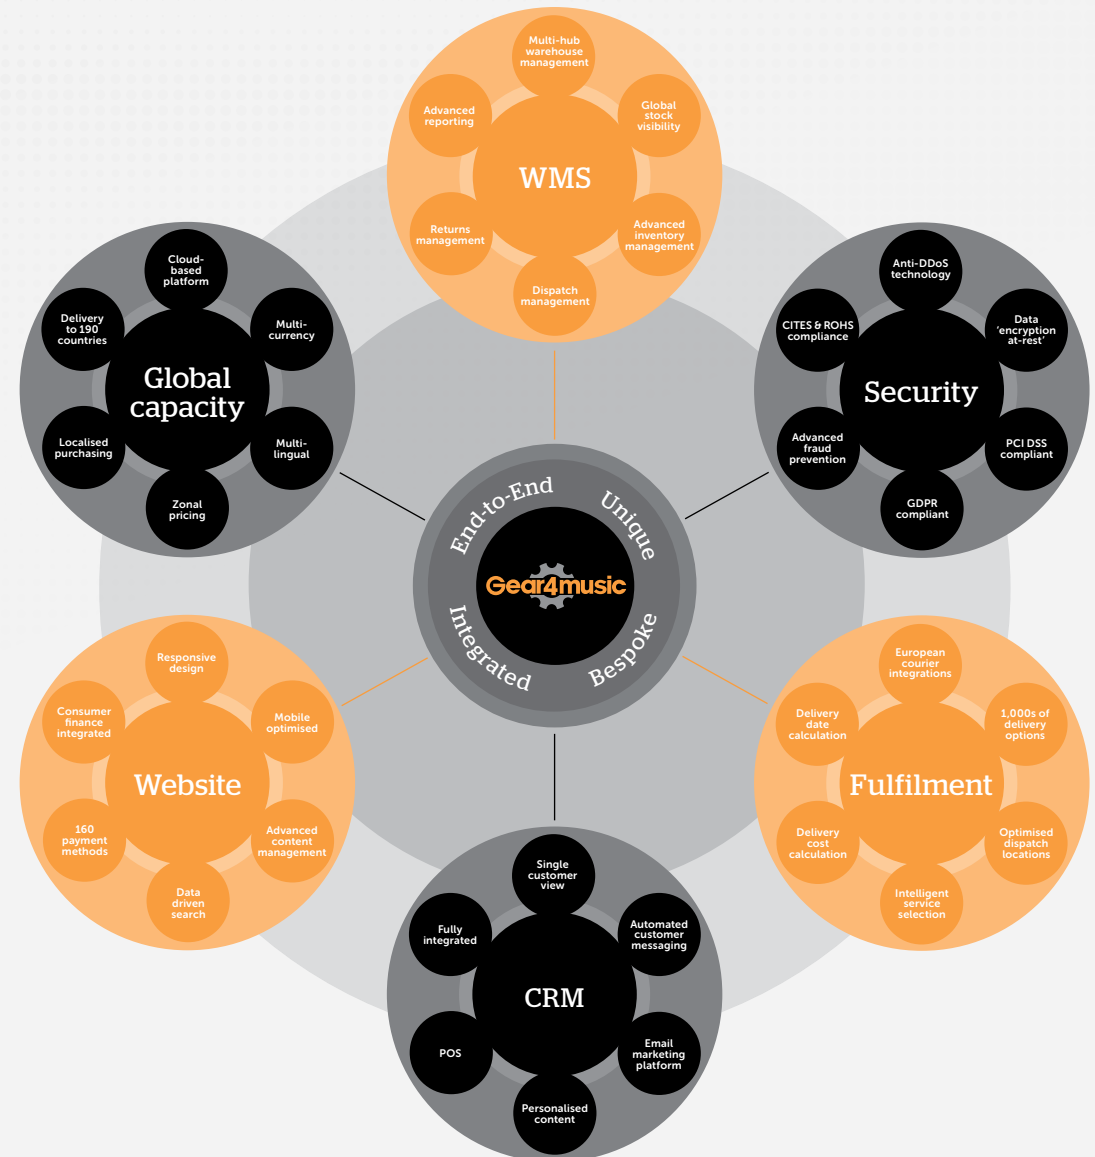 Multi-hub
warehouse
management
Advanced
reporting
Global
stock
visibility
WMS
Returns
management
Advanced
inventory
management
Dispatch
management
Cloud-
based
platform
Delivery
to 190
countries
Multi-
currency
Global
capacity
Localised
purchasing
Multi-
lingual
Zonal
pricing
Anti-DDoS
technology
CITES & ROHS
compliance
Data
'encryption
at-rest'
Security
Advanced
fraud
prevention
PCI DSS
compliant
GDPR
compliant
End-to-End
Unique
Gear4music
Integrated
Bespoke
Responsive
design
Consumer
finance
integrated
Mobile
optimised
Website
160
payment
methods
Advanced
content
management
Data
driven
search
European
courier
integrations
Delivery
date
calculation
1,000s of
delivery
options
Fulfilment
Delivery
cost
calculation
Optimised
dispatch
locations
Intelligent
service
selection
Single
customer
view
Fully
integrated
Automated
customer
messaging
CRM
POS
Email
marketing
platform
Personalised
content